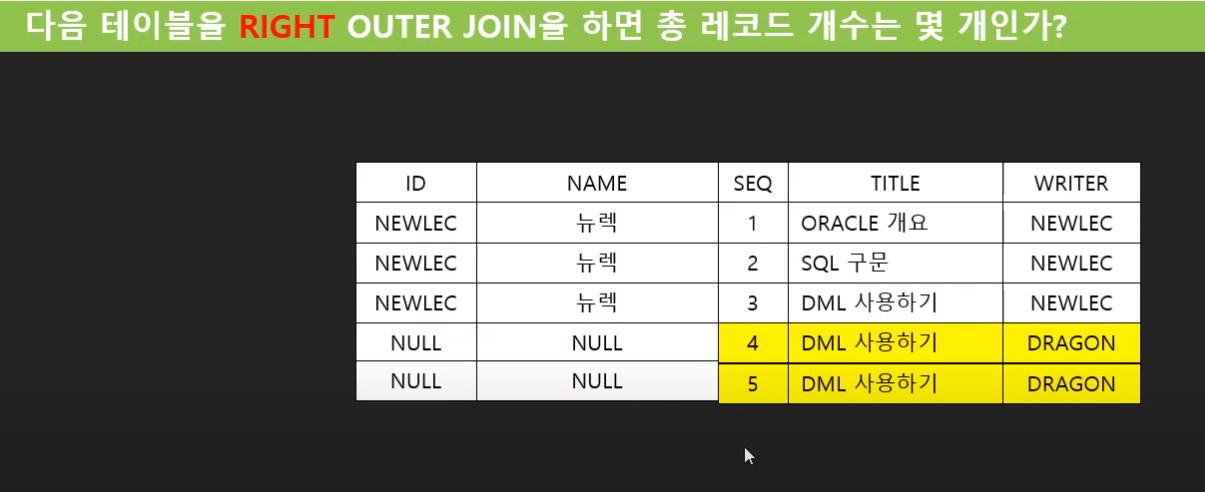 다음 테이블을 RIGHT OUTER JOIN을 하면 총 레코드 개수는 몇 개인가?
ID NAME SEQ TITLE WRITER
NEWLEC 뉴렉 1 ORACLE 개요 NEWLEC
NEWLEC 뉴렉 2 SQL 구문 NEWLEC
NEWLEC 뉴렉 3 DML 사용하기 NEWLEC
NULL NULL 4 DML 사용하기 DRAGON
NULL NULL 5 DML 사용하기 DRAGON